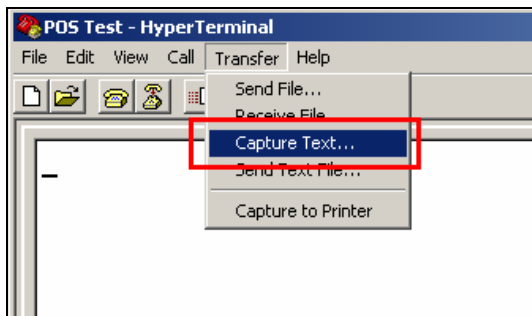 POS Test - HyperTerminal
File Edit View Call Transfer Help
Send File...
Receive File...
Capture Text...
Send Text File...
Capture to Printer